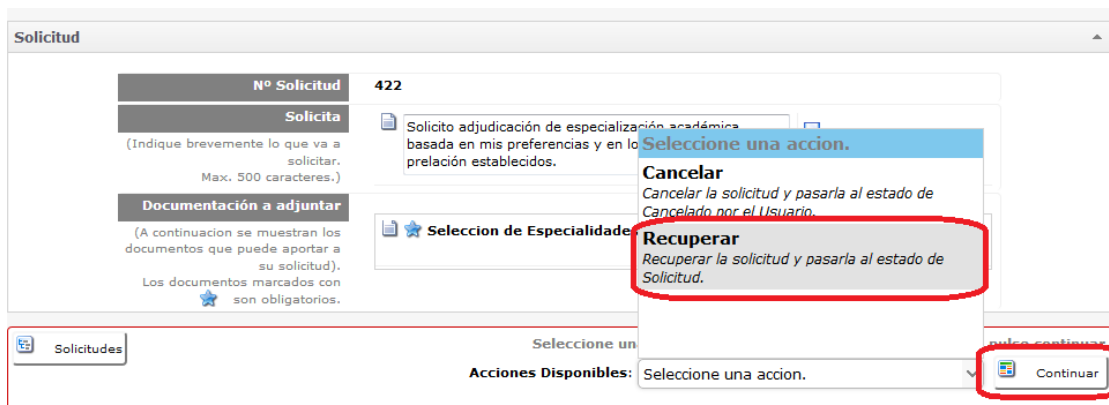 Solicitud
Nº Solicitud
422
Solicita
(Indique brevemente lo que va a
solicitar.
Max. 500 caracteres.)
Solicito adjudicación de especialización académica
basada en mis preferencias y en lo
prelación establecidos.
Documentación a adjuntar
(A continuacion se muestran los
documentos que puede aportar a
su solicitud).
Los documentos marcados con
son obligatorios.
Seleccion de Especialidades
Seleccione una accion.
Cancelar
Cancelar la solicitud y pasarla al estado de
Cancelado por el Usuario.
Recuperar
Recuperar la solicitud y pasarla al estado de
Solicitud.
Solicitudes
Seleccione un
pulse continuar
Acciones Disponibles:
Seleccione una accion.
Continuar